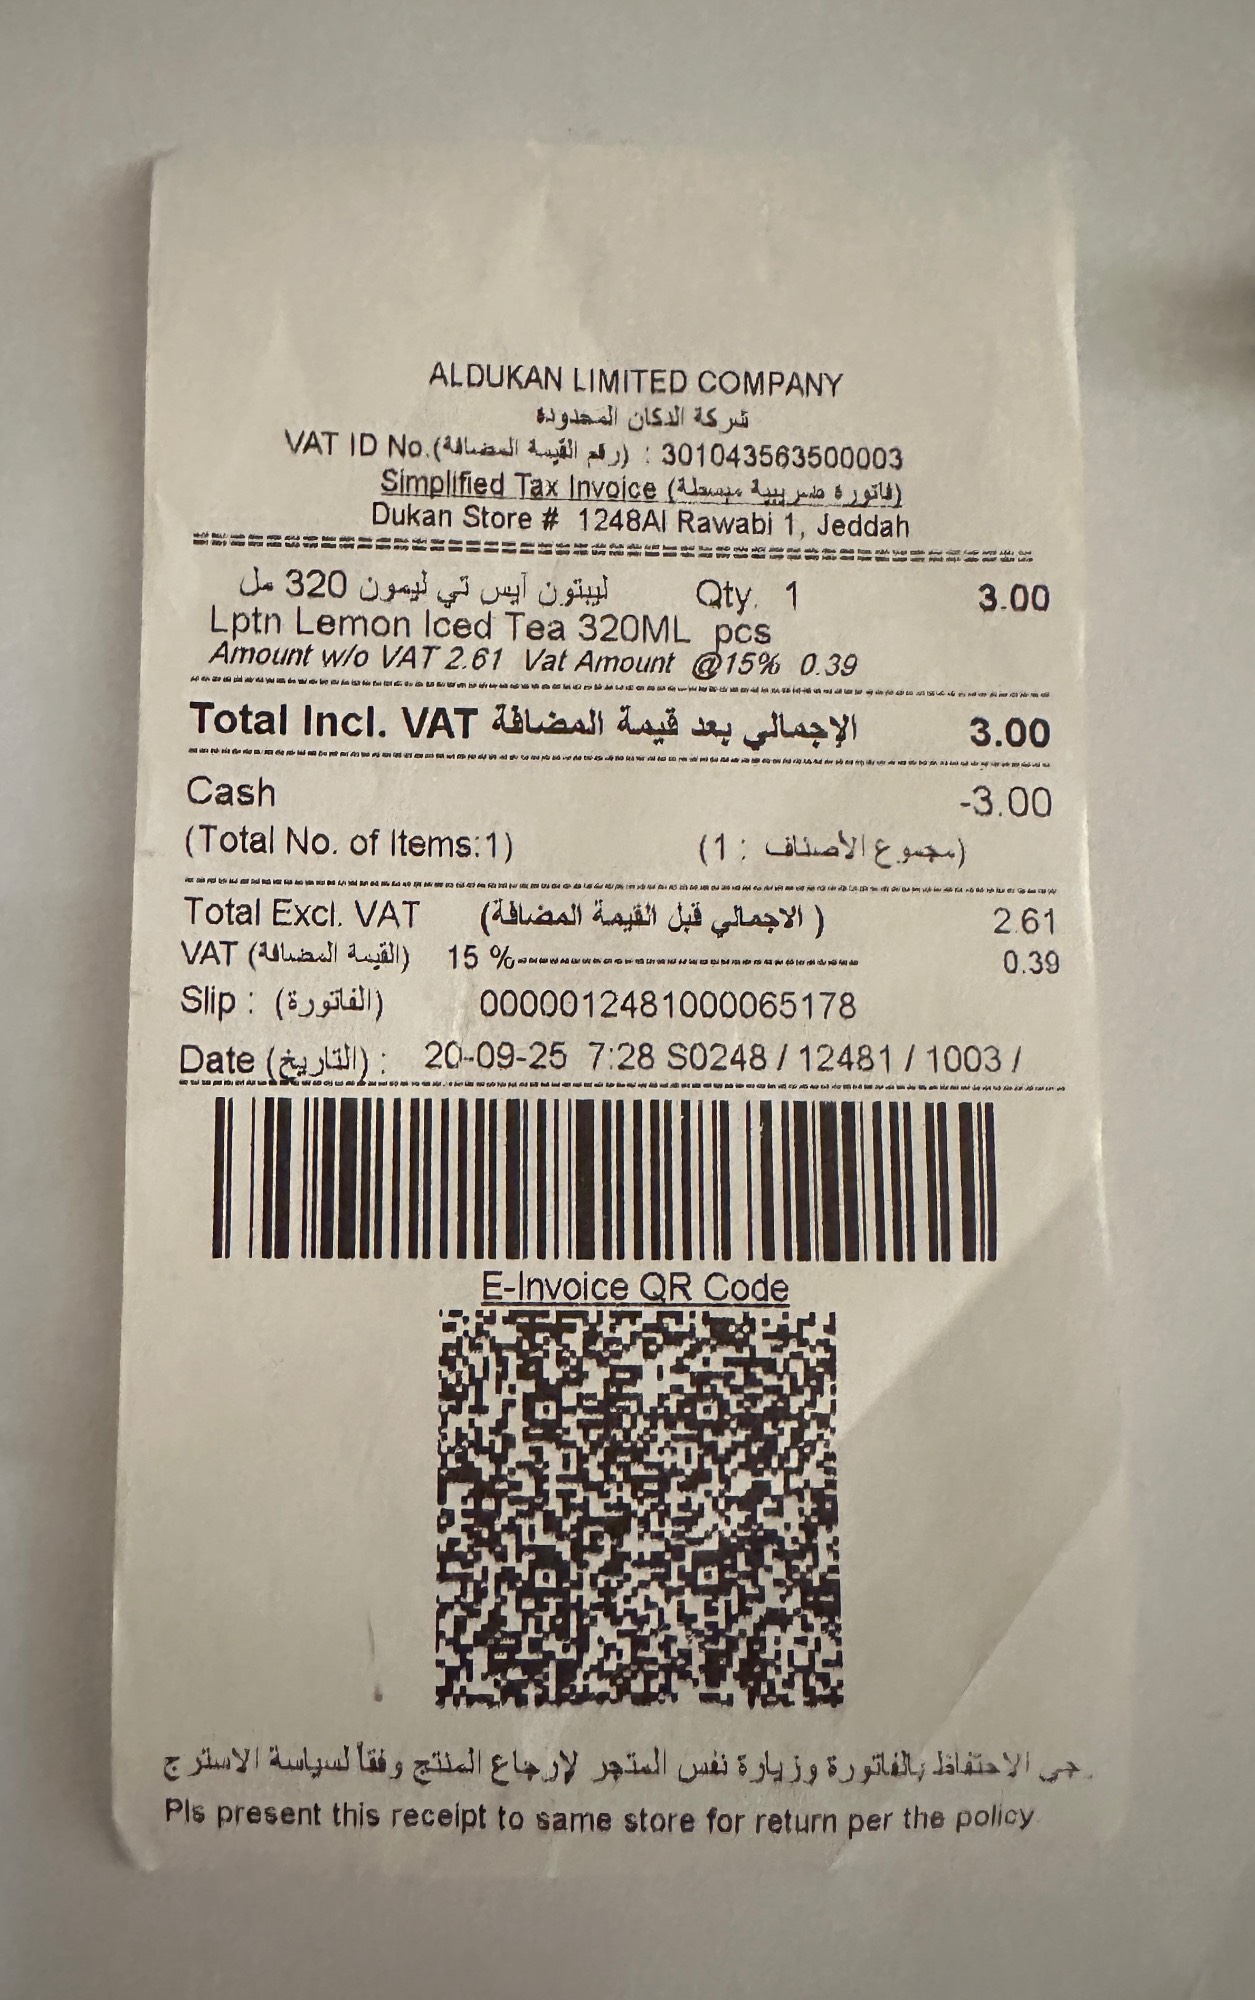 ALDUKAN LIMITED COMPANY
شركة الدكان المحدودة
VAT ID No.(رقم القيمة المضافة) : 301043563500003
Simplified Tax Invoice (فاتورة ضريبية مبسطة)
Dukan Store # 1248Al Rawabi 1, Jeddah
ليبتون آيس تي ليمون 320 مل Qty. 1 3.00
Lptn Lemon Iced Tea 320ML pcs
Amount w/o VAT 2.61 Vat Amount @15% 0.39
Total Incl. VAT الإجمالي بعد قيمة المضافة 3.00
Cash -3.00
(Total No. of Items:1) (مجموع الأصناف : 1)
Total Excl. VAT (الاجمالي قبل القيمة المضافة ) 2.61
VAT (القيمة المضافة) 15 % 0.39
Slip : (الفاتورة) 0000012481000065178
Date (التاريخ) : 20-09-25 7:28 S0248 / 12481 / 1003 /
E-Invoice QR Code
الاحتفاظ بالفاتورة وزيارة نفس المتجر لإرجاع المنتج وفقاً لسياسة
Pls present this receipt to same store for return per the policy